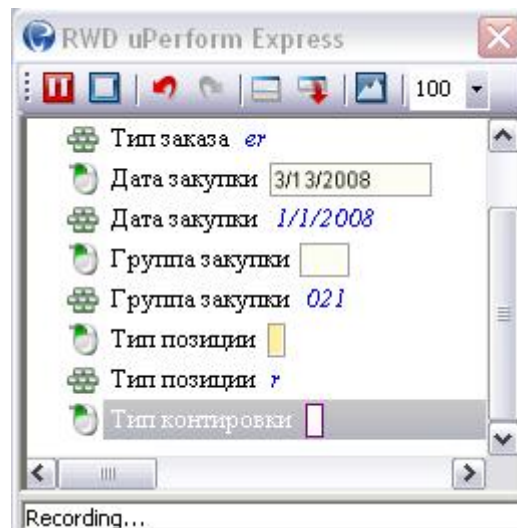 RWD uPerform Express
100
Тип заказа er
Дата закупки 3/13/2008
Дата закупки 1/1/2008
Группа закупки
Группа закупки 021
Тип позиции
Тип позиции r
Тип контировки
Recording...